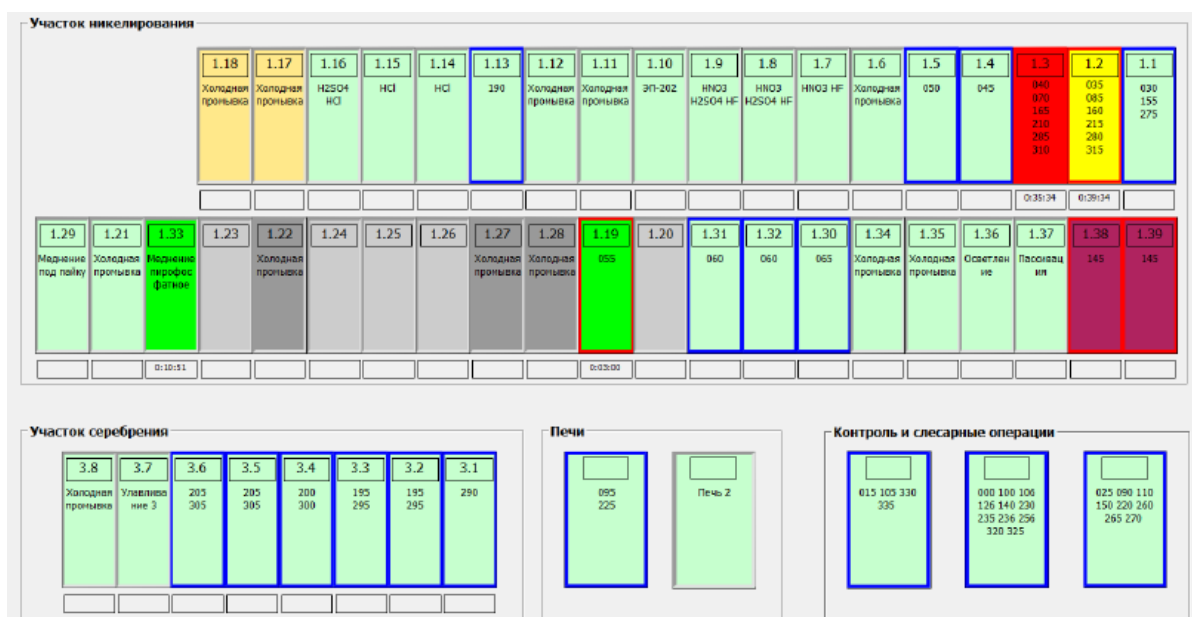 Участок никелирования
1.18 1.17 1.16 1.15 1.14 1.13 1.12 1.11 1.10 1.9 1.8 1.7 1.6 1.5 1.4 1.3 1.2 1.1
Холодная Холодная H2SO4 HCl HCl 190 Холодная Холодная ЭП-202 HNO3 HNO3 HNO3 HF Холодная 050 045 040 035 030
промывка промывка HCl промывка промывка H2SO4 HF H2SO4 HF промывка 070 085 155
165 160 275
210 215
285 280
310 315
0:35:34 0:39:34
1.29 1.21 1.33 1.23 1.22 1.24 1.25 1.26 1.27 1.28 1.19 1.20 1.31 1.32 1.30 1.34 1.35 1.36 1.37 1.38 1.39
Меднение Холодная Меднение Холодная Холодная Холодная 055 060 060 065 Холодная Холодная Осветлен Пассивац 145 145
под пайку промывка пирофос промывка промывка промывка промывка промывка ие ия
фатное
0:10:51 0:03:00
Участок серебрения
3.8 3.7 3.6 3.5 3.4 3.3 3.2 3.1
Холодная Улавлива 205 205 200 195 195 290
промывка ние 3 305 305 300 295 295
Печи
095 Печь 2
225
Контроль и слесарные операции
015 105 330 000 100 106 025 090 110
335 126 140 230 150 220 260
235 236 256 265 270
320 325